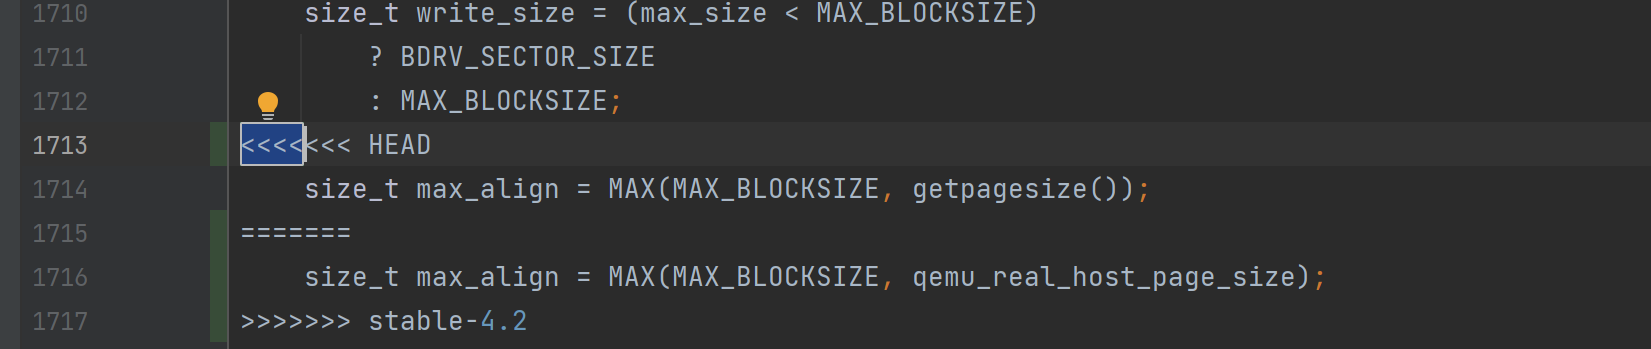 1710 size_t write_size = (max_size < MAX_BLOCKSIZE)
1711 ? BDRV_SECTOR_SIZE
1712 : MAX_BLOCKSIZE;
1713 <<<<<<< HEAD
1714 size_t max_align = MAX(MAX_BLOCKSIZE, getpagesize());
1715 =======
1716 size_t max_align = MAX(MAX_BLOCKSIZE, qemu_real_host_page_size);
1717 >>>>>>> stable-4.2